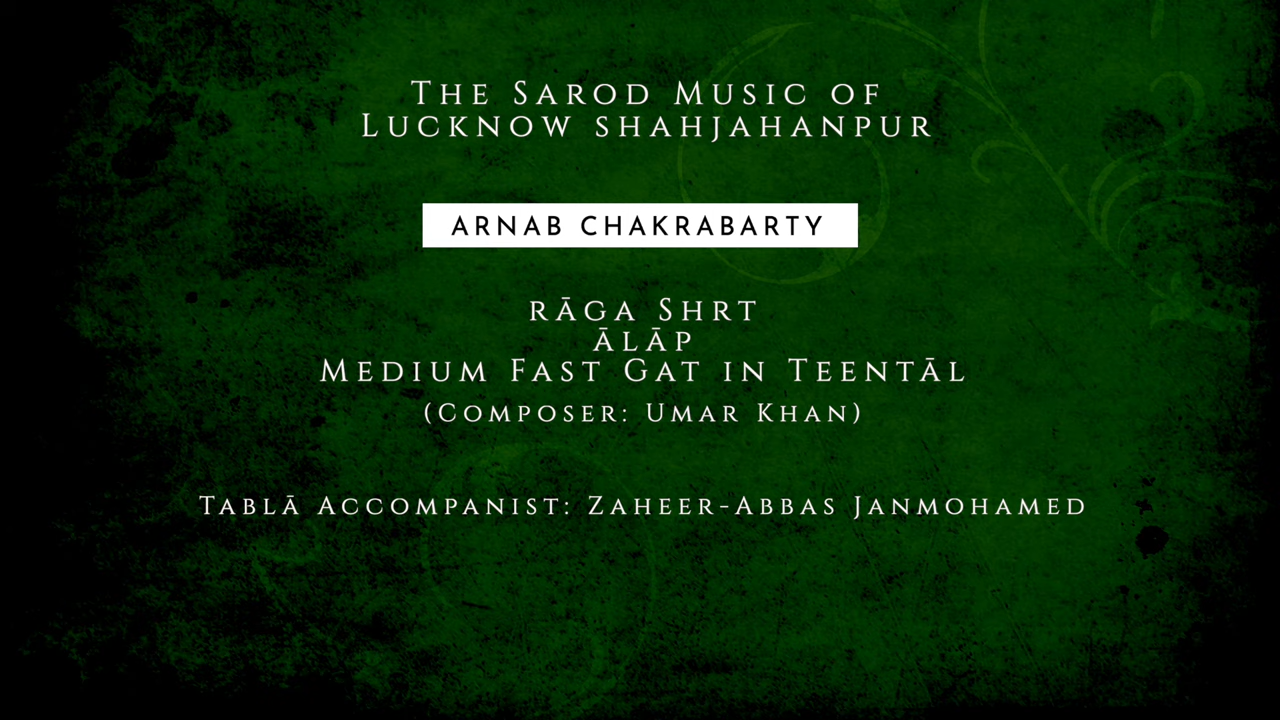 The Sarod Music of
Lucknow shahjahanpur
ARNAB CHAKRABARTY
rāga Shrt
ālāp
Medium Fast Gat in Teentāl
(Composer: Umar Khan)
Tablā Accompanist: Zaheer-Abbas Janmohamed